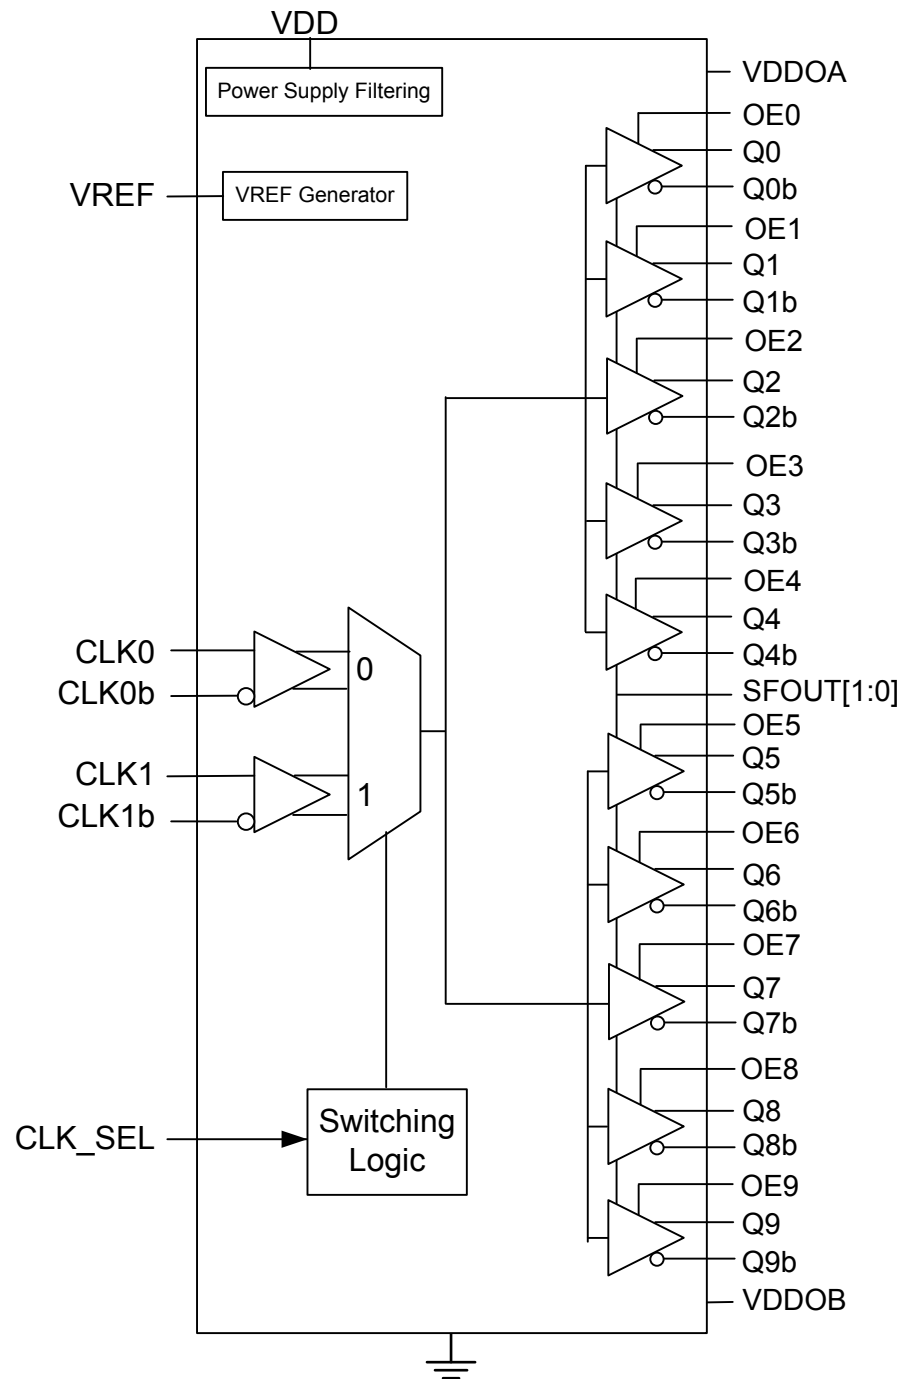 VDD
Power Supply Filtering
VDDOA
OE0
Q0
Q0b
VREF
VREF Generator
OE1
Q1
Q1b
OE2
Q2
Q2b
OE3
Q3
Q3b
OE4
Q4
Q4b
CLK0
CLK0b
0
SFOUT[1:0]
OE5
Q5
Q5b
CLK1
CLK1b
1
OE6
Q6
Q6b
OE7
Q7
Q7b
OE8
Q8
Q8b
CLK_SEL
Switching
Logic
OE9
Q9
Q9b
VDDOB